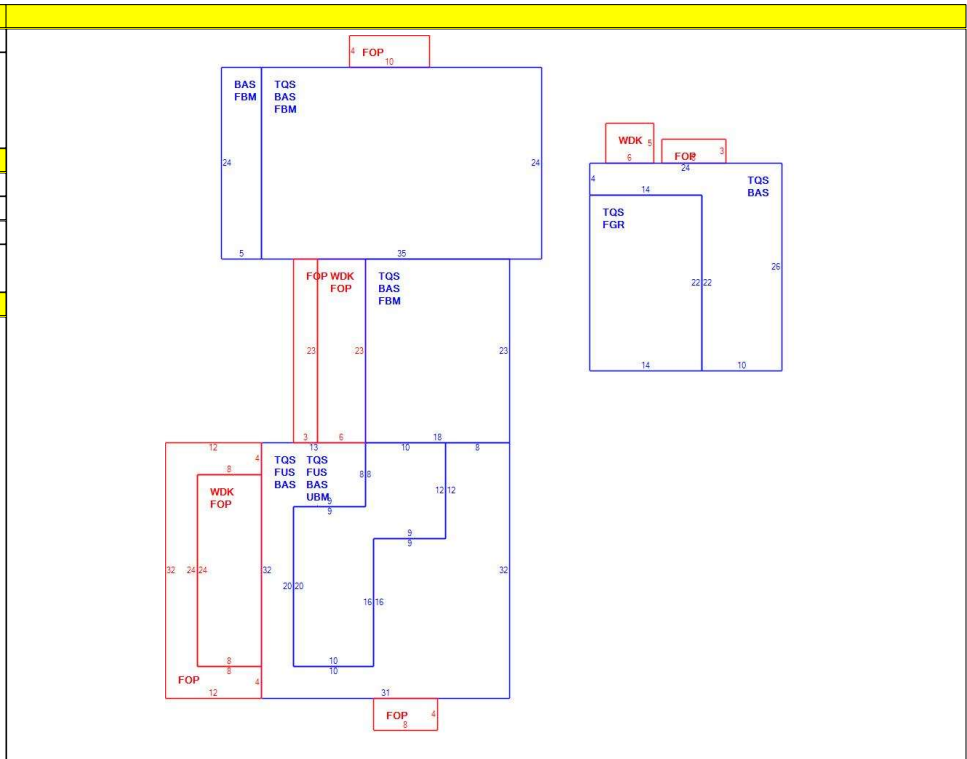 4 FOP
10
BAS TQS
FBM BAS
FBM
24 24
5 35
WDK 5
6
FOP 3
24
4 14 TQS
BAS
TQS
FGR
26
22 22
14 10
FOP WDK TQS
FOP BAS
FBM
23 23 23
3 6 18
12 13 10 8
4
8
TQS TQS
FUS FUS
BAS BAS
UBM
8 8
WDK
FOP
12 12
9
9
9
9
32 24 24 32 20 20 16 16 32
8 10
8 10
FOP 4
12 31
FOP 4
8